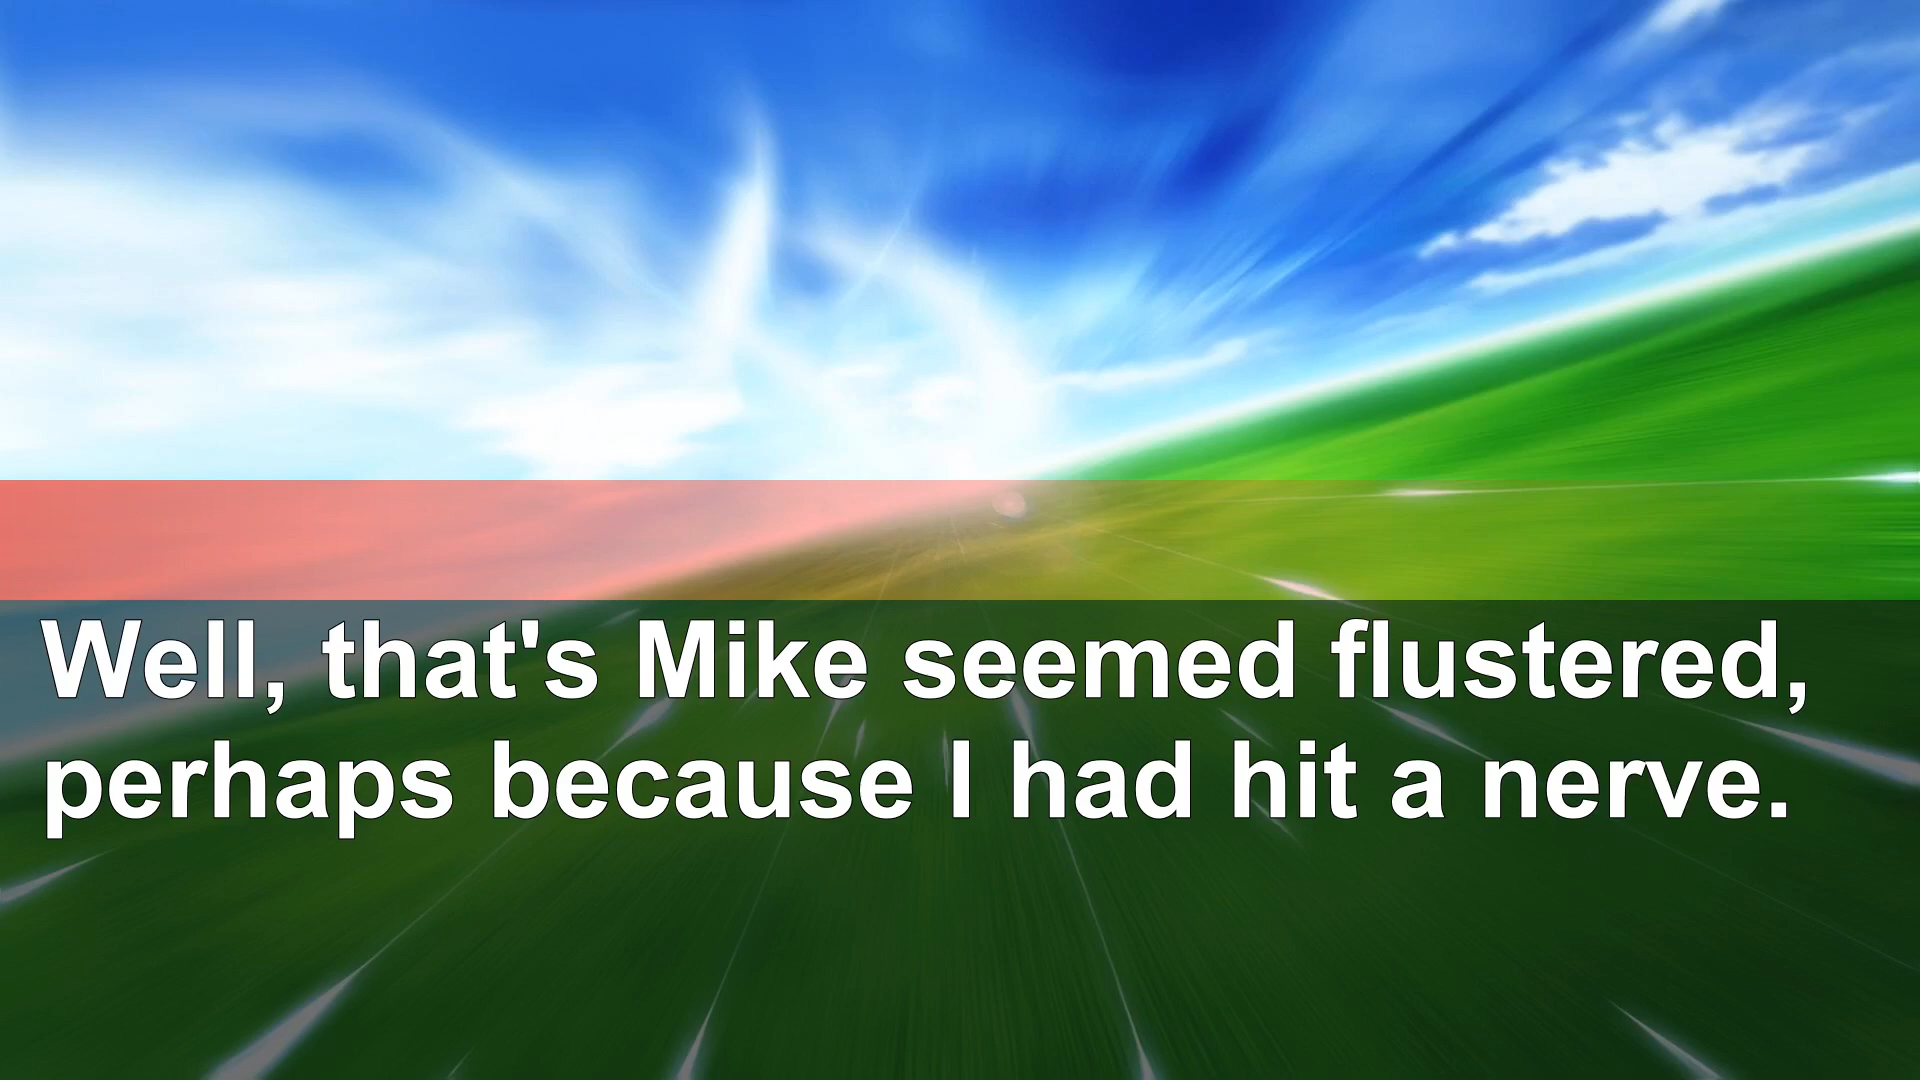 Well, that's Mike seemed flustered,
perhaps because I had hit a nerve.